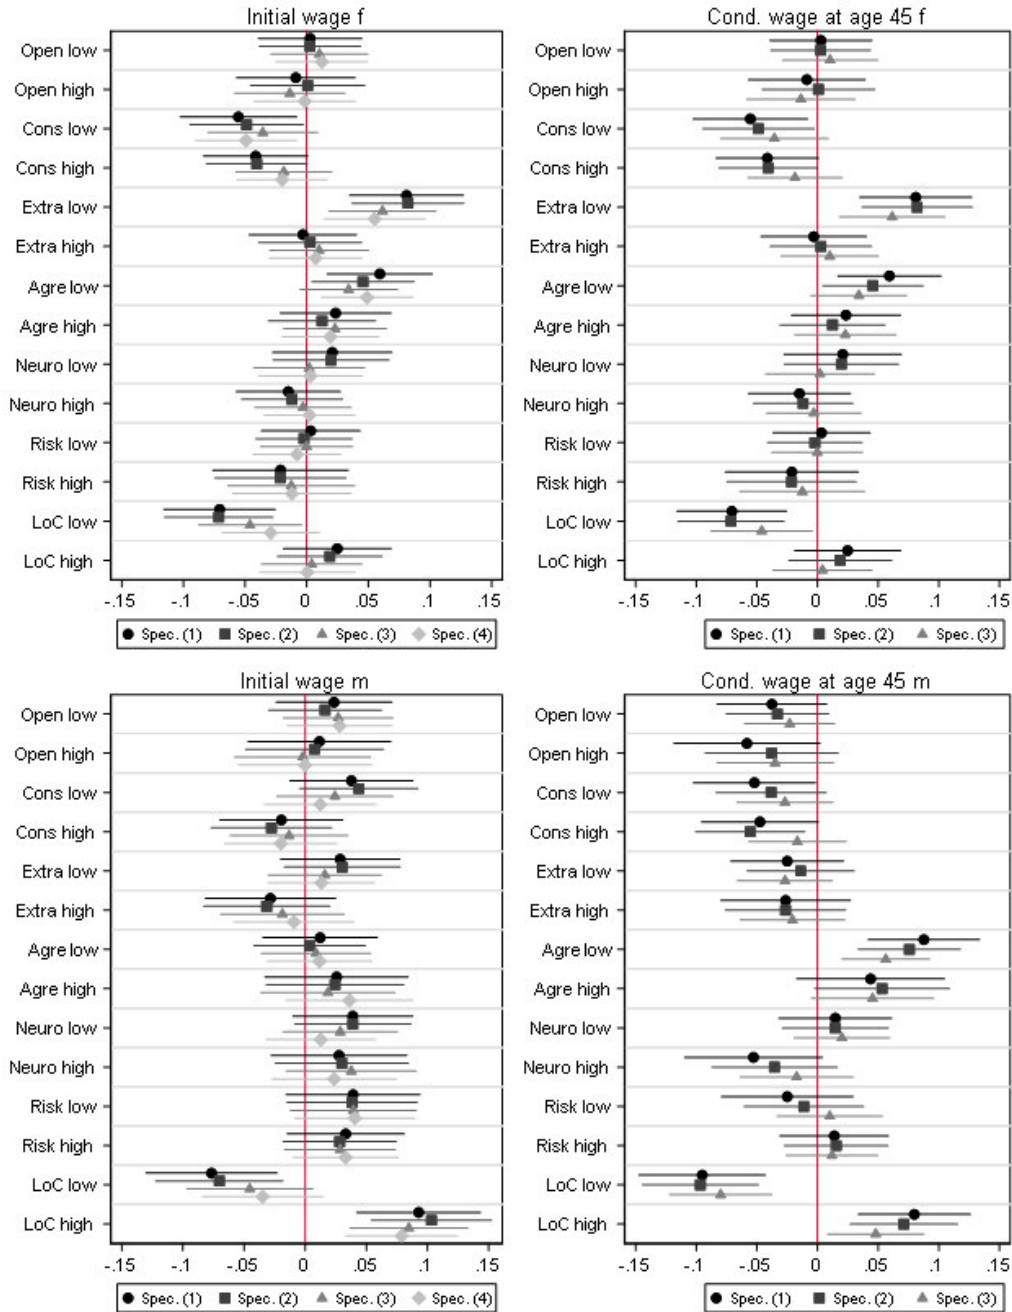 Initial wage f
Open low
Open high
Cons low
Cons high
Extra low
Extra high
Agre low
Agre high
Neuro low
Neuro high
Risk low
Risk high
LoC low
LoC high
-.15 -.1 -.05 0 .05 .1 .15
Spec. (1) Spec. (2) Spec. (3) Spec. (4)
Cond. wage at age 45 f
Open low
Open high
Cons low
Cons high
Extra low
Extra high
Agre low
Agre high
Neuro low
Neuro high
Risk low
Risk high
LoC low
LoC high
-.15 -.1 -.05 0 .05 .1 .15
Spec. (1) Spec. (2) Spec. (3)
Initial wage m
Open low
Open high
Cons low
Cons high
Extra low
Extra high
Agre low
Agre high
Neuro low
Neuro high
Risk low
Risk high
LoC low
LoC high
-.15 -.1 -.05 0 .05 .1 .15
Spec. (1) Spec. (2) Spec. (3) Spec. (4)
Cond. wage at age 45 m
Open low
Open high
Cons low
Cons high
Extra low
Extra high
Agre low
Agre high
Neuro low
Neuro high
Risk low
Risk high
LoC low
LoC high
-.15 -.1 -.05 0 .05 .1 .15
Spec. (1) Spec. (2) Spec. (3)